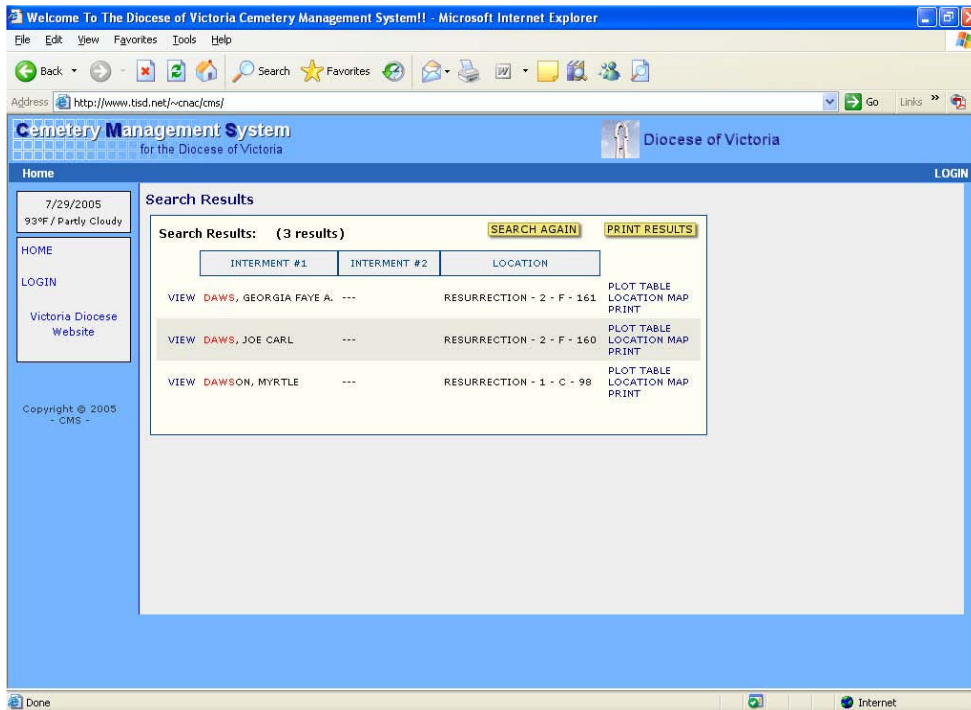 Welcome To The Diocese of Victoria Cemetery Management System!! - Microsoft Internet Explorer
File Edit View Favorites Tools Help
Back Search Favorites
Address http://www.tisd.net/~cnac/cms/ Go Links »
Cemetery Management System
for the Diocese of Victoria
Diocese of Victoria
Home LOGIN
7/29/2005
93ºF / Partly Cloudy
HOME
LOGIN
Victoria Diocese
Website
Copyright © 2005
- CMS -
Search Results
Search Results: (3 results) SEARCH AGAIN PRINT RESULTS
INTERMENT #1 INTERMENT #2 LOCATION
VIEW DAWS, GEORGIA FAYE A. --- RESURRECTION - 2 - F - 161
PLOT TABLE
LOCATION MAP
PRINT
VIEW DAWS, JOE CARL --- RESURRECTION - 2 - F - 160
PLOT TABLE
LOCATION MAP
PRINT
VIEW DAWSON, MYRTLE --- RESURRECTION - 1 - C - 98
PLOT TABLE
LOCATION MAP
PRINT
Done Internet